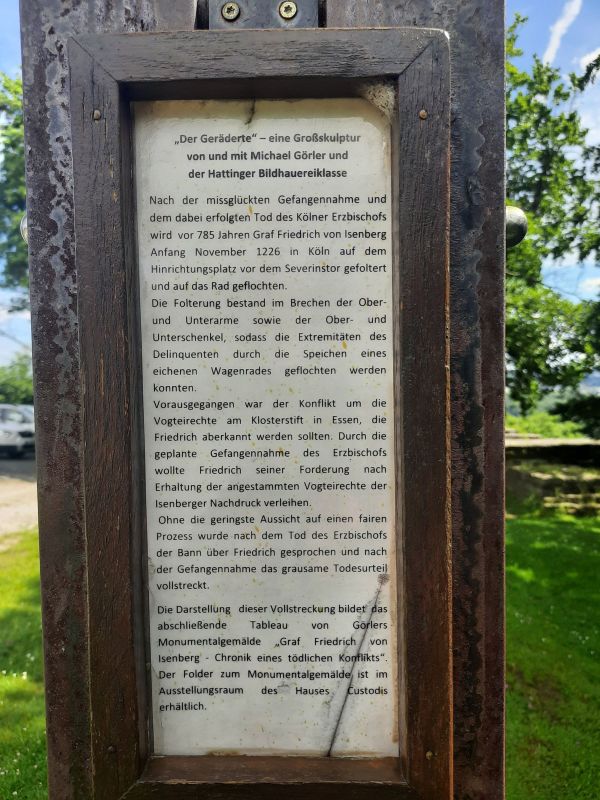 „Der Geräderte“ – eine Großskulptur
von und mit Michael Görler und
der Hattinger Bildhauereiklasse
Nach der missglückten Gefangennahme und
dem dabei erfolgten Tod des Kölner Erzbischofs
wird vor 785 Jahren Graf Friedrich von Isenberg
Anfang November 1226 in Köln auf dem
Hinrichtungsplatz vor dem Severinstor gefoltert
und auf das Rad geflochten.
Die Folterung bestand im Brechen der Ober-
und Unterarme sowie der Ober- und
Unterschenkel, sodass die Extremitäten des
Delinquenten durch die Speichen eines
eichenen Wagenrades geflochten werden
konnten.
Vorausgegangen war der Konflikt um die
Vogteirechte am Klosterstift in Essen, die
Friedrich aberkannt werden sollten. Durch die
geplante Gefangennahme des Erzbischofs
wollte Friedrich seiner Forderung nach
Erhaltung der angestammten Vogteirechte der
Isenberger Nachdruck verleihen.
Ohne die geringste Aussicht auf einen fairen
Prozess wurde nach dem Tod des Erzbischofs
der Bann über Friedrich gesprochen und nach
der Gefangennahme das grausame Todesurteil
vollstreckt.
Die Darstellung dieser Vollstreckung bildet das
abschließende Tableau von Görlers
Monumentalgemälde „Graf Friedrich von
Isenberg - Chronik eines tödlichen Konflikts“.
Der Folder zum Monumentalgemälde ist im
Ausstellungsraum des Hauses Custodis
erhältlich.